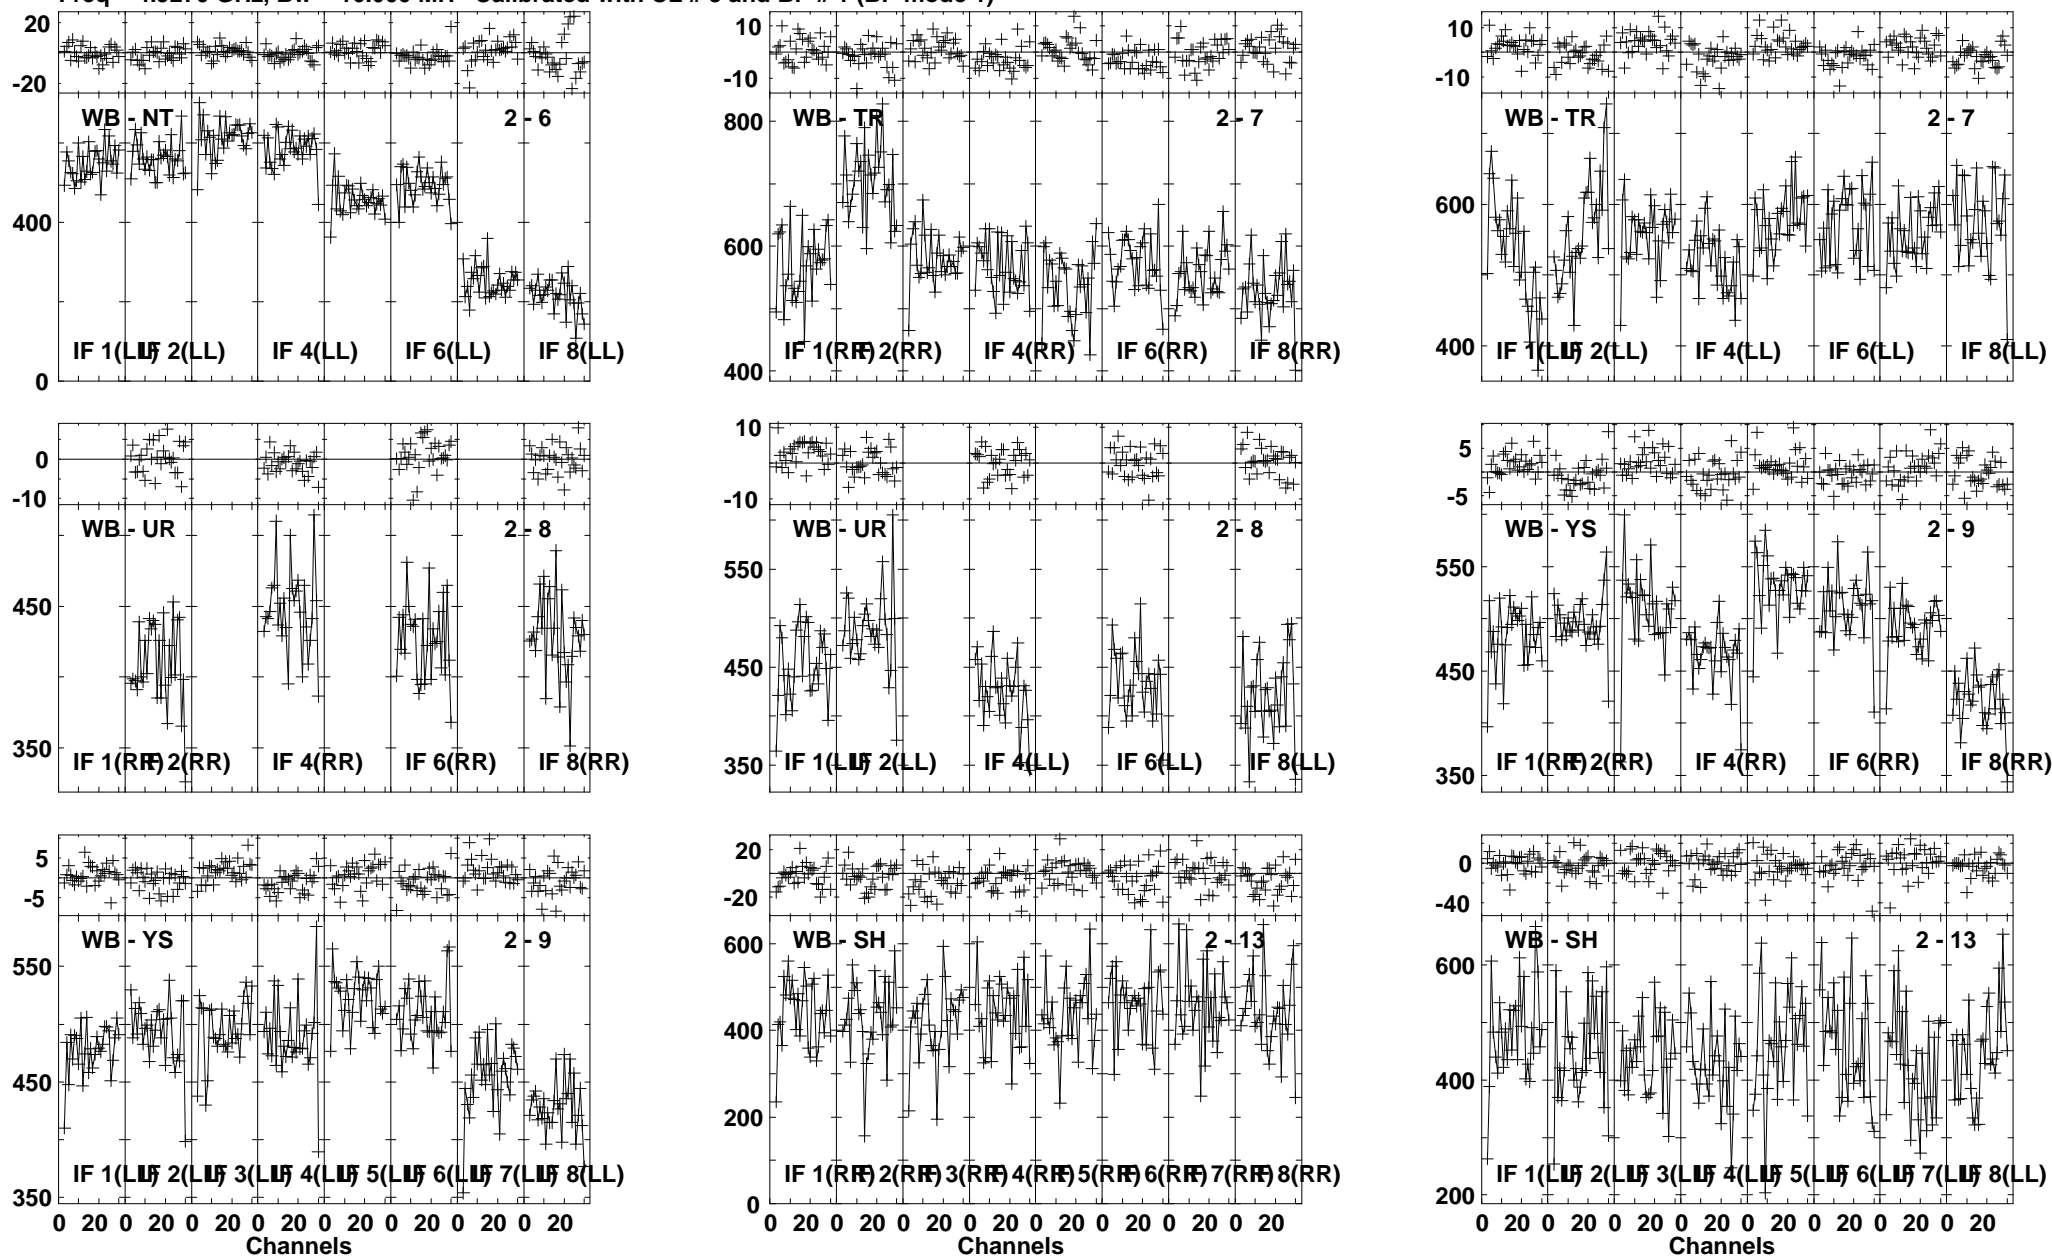 20
-20
WB - NT 2 - 6
400
0
IF 1(LL) IF 2(LL) IF 4(LL) IF 6(LL) IF 8(LL)
10
-10
WB - TR 2 - 7
800
600
400
IF 1(RR) IF 2(RR) IF 4(RR) IF 6(RR) IF 8(RR)
10
-10
WB - TR 2 - 7
600
400
IF 1(LL) IF 2(LL) IF 4(LL) IF 6(LL) IF 8(LL)
0
-10
WB - UR 2 - 8
450
350
IF 1(RR) IF 2(RR) IF 4(RR) IF 6(RR) IF 8(RR)
10
-10
WB - UR 2 - 8
550
450
350
IF 1(LL) IF 2(LL) IF 4(LL) IF 6(LL) IF 8(LL)
5
-5
WB - YS 2 - 9
550
450
350
IF 1(RR) IF 2(RR) IF 4(RR) IF 6(RR) IF 8(RR)
5
-5
WB - YS 2 - 9
550
450
350
IF 1(LL) IF 2(LL) IF 3(LL) IF 4(LL) IF 5(LL) IF 6(LL) IF 7(LL) IF 8(LL)
0 20 0 20 0 20 0 20 0 20 0 20 0 20 0 20
Channels
20
-20
WB - SH 2 - 13
600
400
200
0
IF 1(RR) IF 2(RR) IF 3(RR) IF 4(RR) IF 5(RR) IF 6(RR) IF 7(RR) IF 8(RR)
0 20 0 20 0 20 0 20 0 20 0 20 0 20 0 20
Channels
0
-40
WB - SH 2 - 13
600
400
200
IF 1(LL) IF 2(LL) IF 3(LL) IF 4(LL) IF 5(LL) IF 6(LL) IF 7(LL) IF 8(LL)
0 20 0 20 0 20 0 20 0 20 0 20 0 20 0 20
Channels